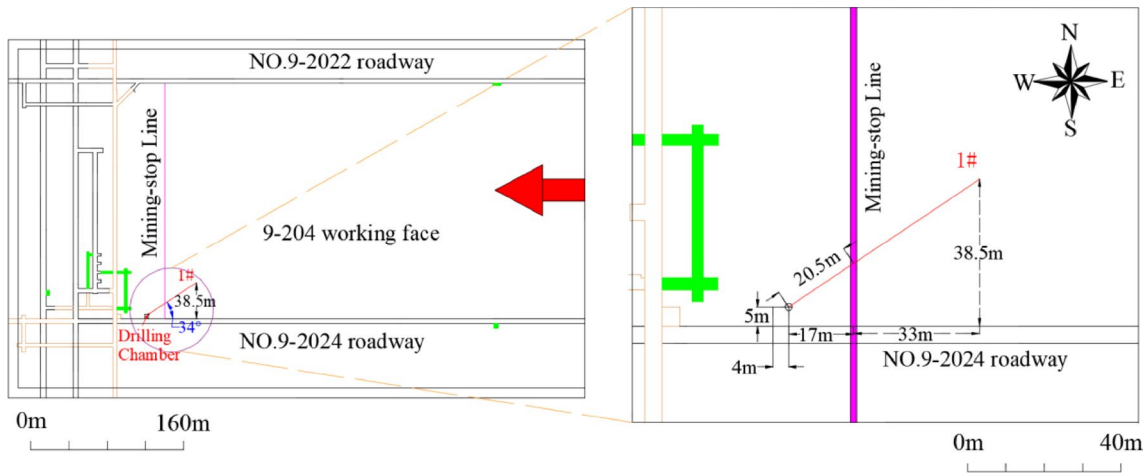 NO.9-2022 roadway
Mining-stop Line
9-204 working face
1#
38.5m
34°
Drilling
Chamber
NO.9-2024 roadway
0m 160m
N
W E
S
1#
Mining-stop Line
20.5m
38.5m
5m
17m 33m
4m
NO.9-2024 roadway
0m 40m